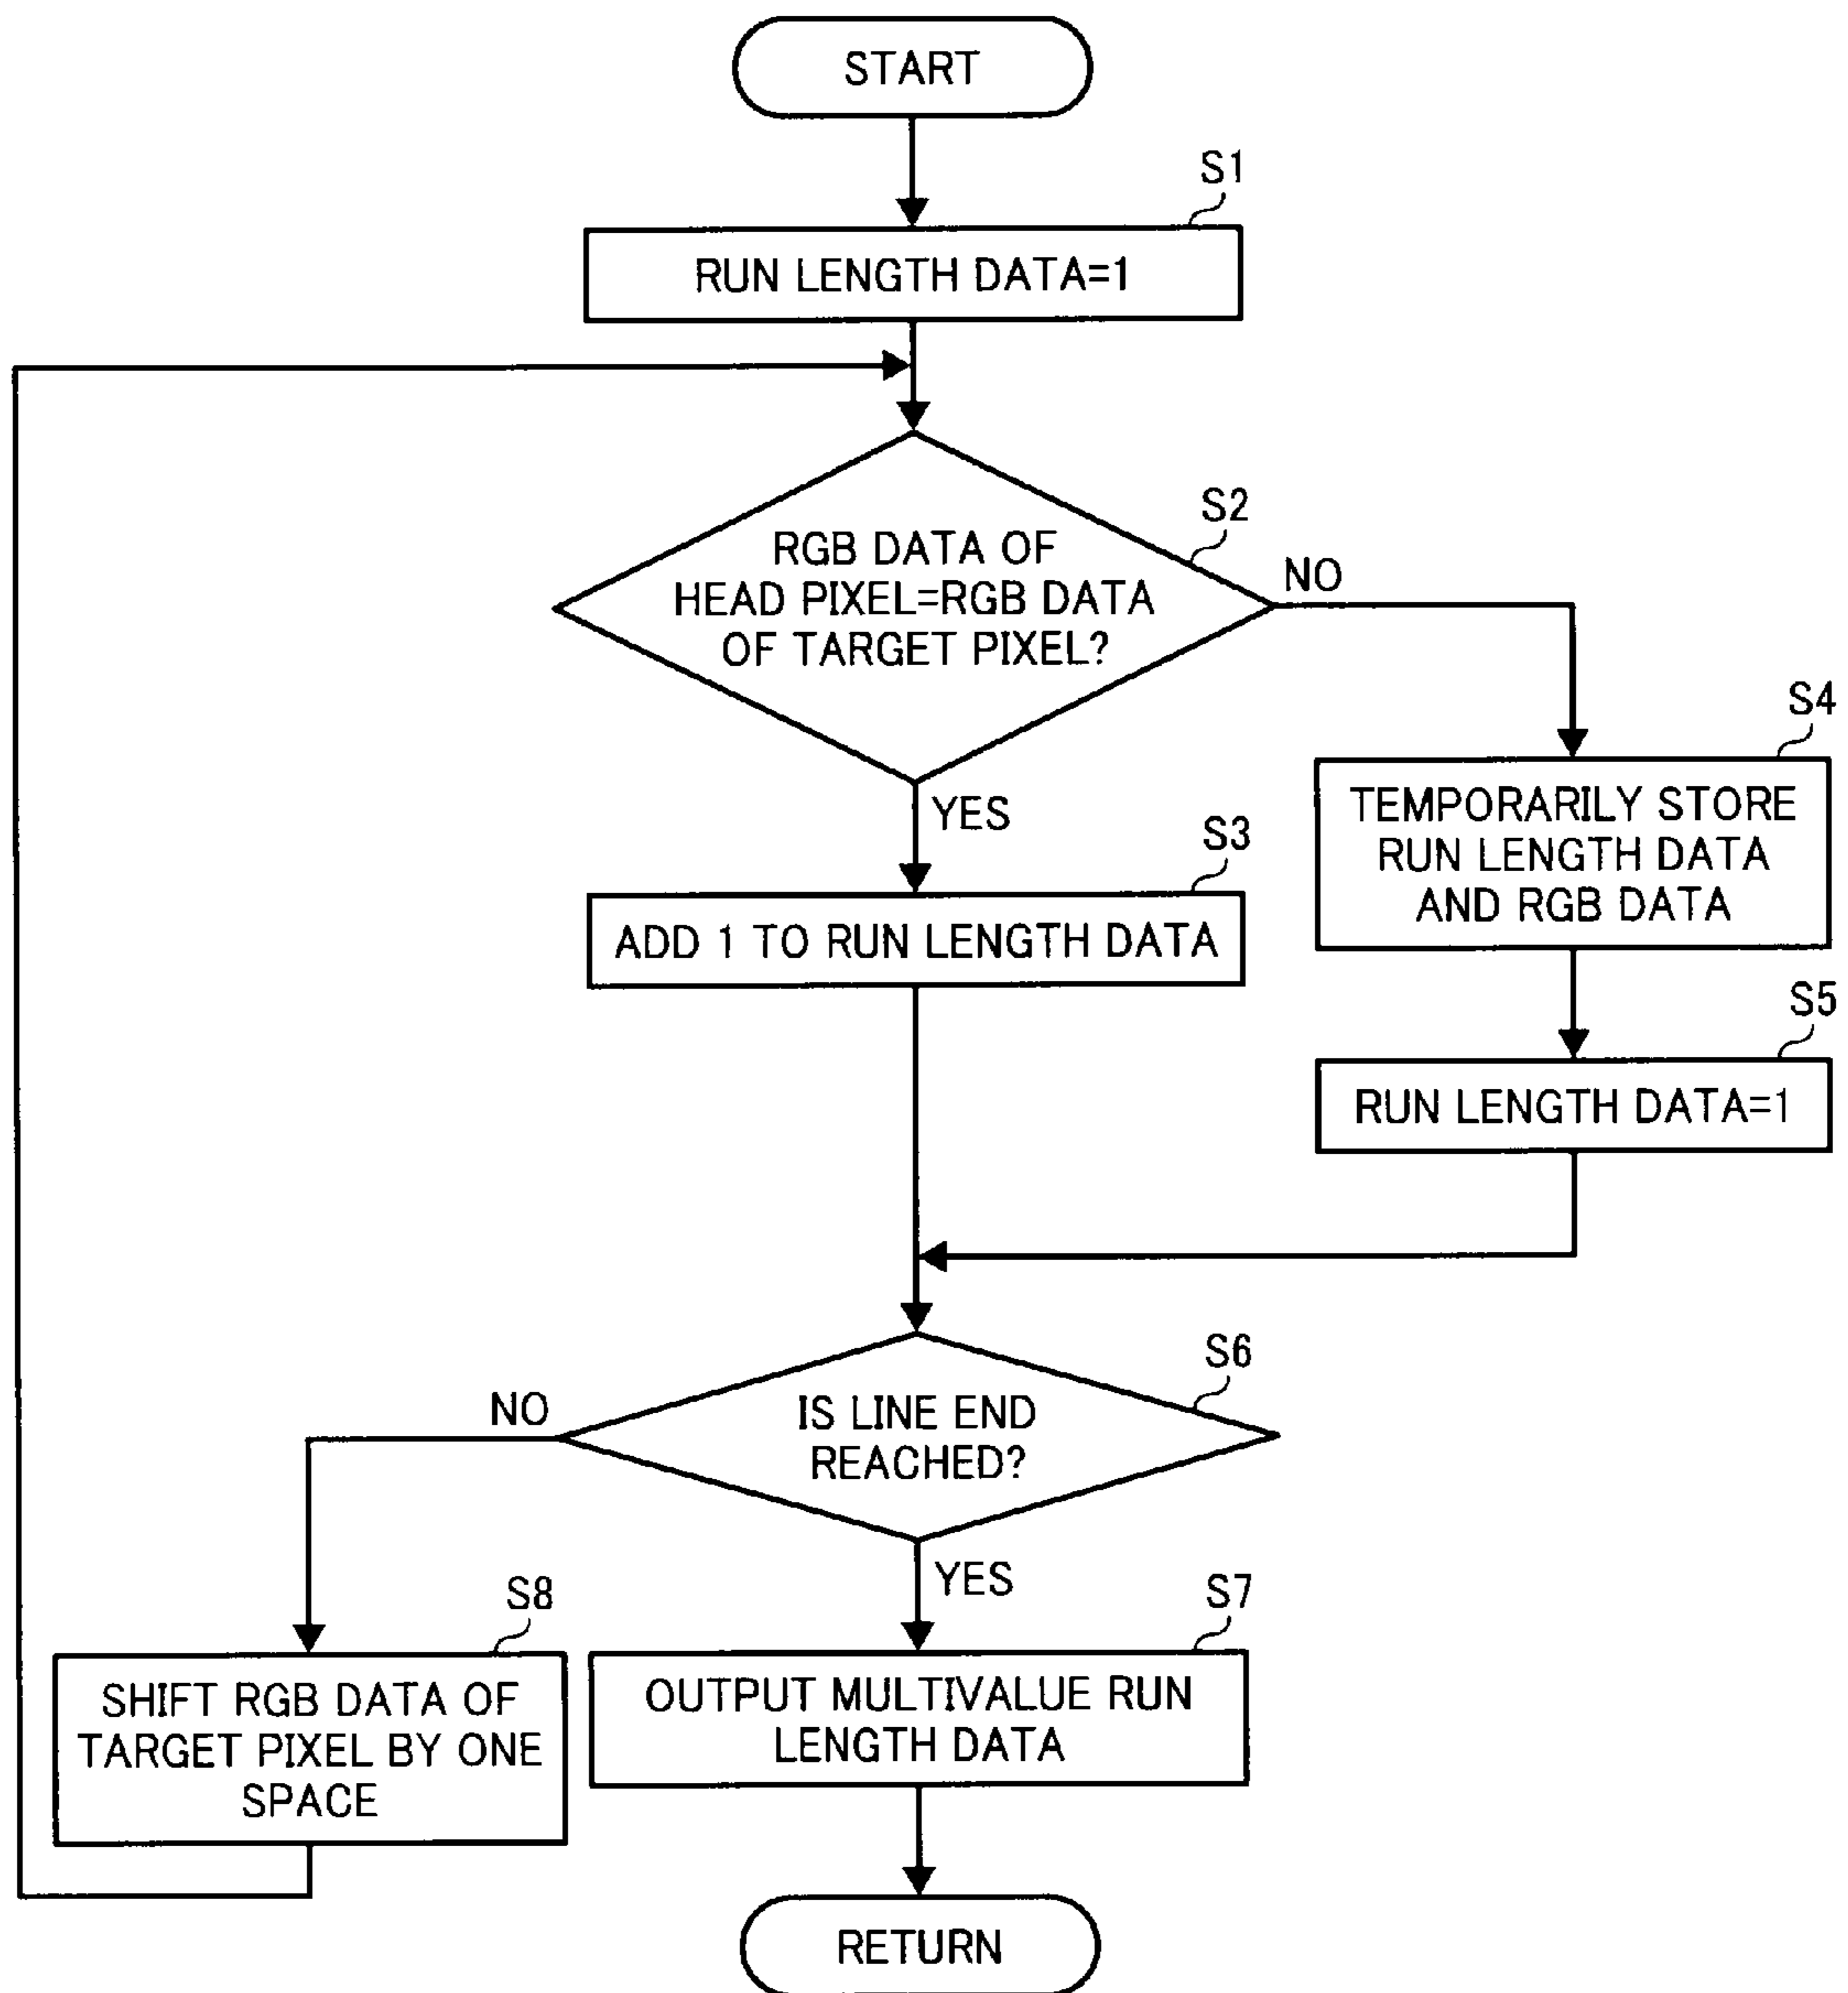 START
S1
RUN LENGTH DATA=1
S2
RGB DATA OF
HEAD PIXEL=RGB DATA
OF TARGET PIXEL?
NO
YES
S4
TEMPORARILY STORE
RUN LENGTH DATA
AND RGB DATA
S3
ADD 1 TO RUN LENGTH DATA
S5
RUN LENGTH DATA=1
S6
IS LINE END
REACHED?
NO
YES
S8
SHIFT RGB DATA OF
TARGET PIXEL BY ONE
SPACE
S7
OUTPUT MULTIVALUE RUN
LENGTH DATA
RETURN